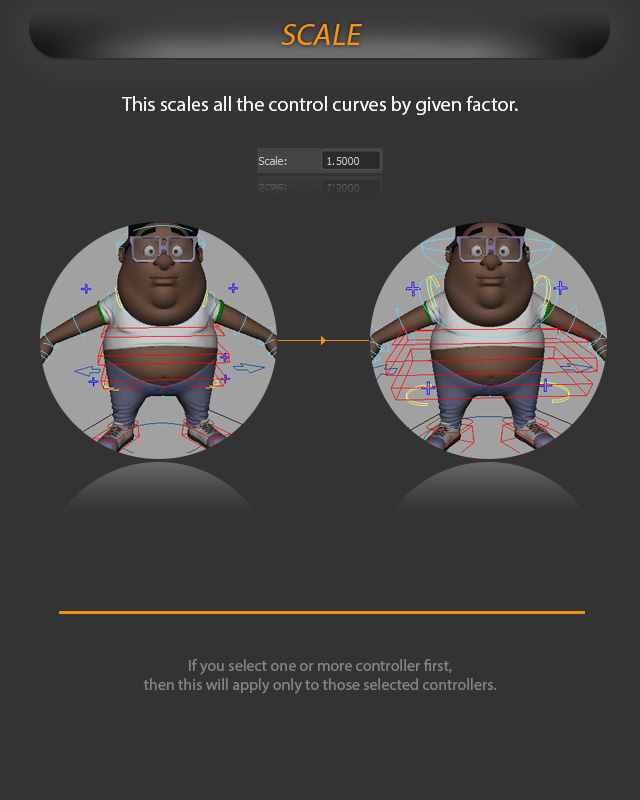 SCALE
This scales all the control curves by given factor.
Scale: 1.5000
If you select one or more controller first,
then this will apply only to those selected controllers.